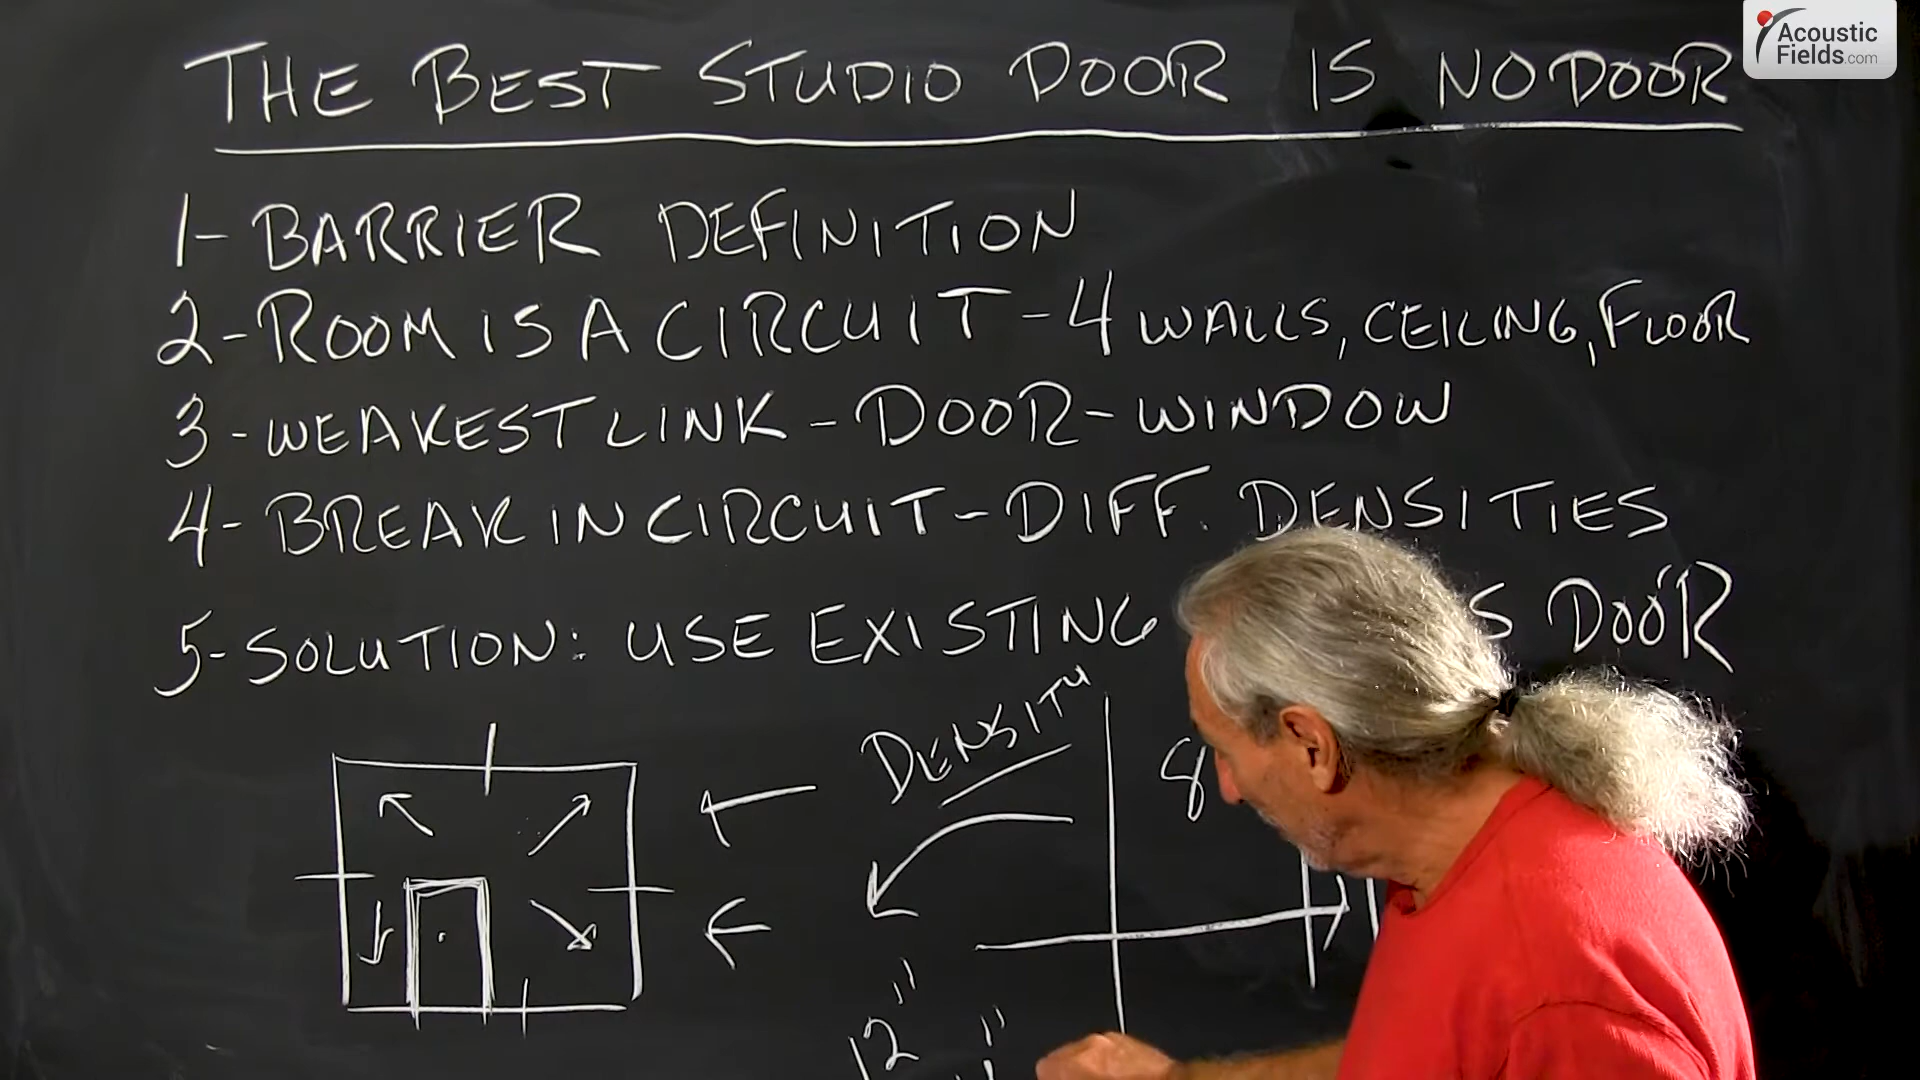 Acoustic
Fields.com
THE BEST STUDIO DOOR IS NO DOOR
1- BARRIER DEFINITION
2- ROOM IS A CIRCUIT - 4 WALLS, CEILING, FLOOR
3- WEAKEST LINK - DOOR - WINDOW
4- BREAK IN CIRCUIT - DIFF. DENSITIES
5- SOLUTION: USE EXISTING DOOR
DENSITY
8
12"